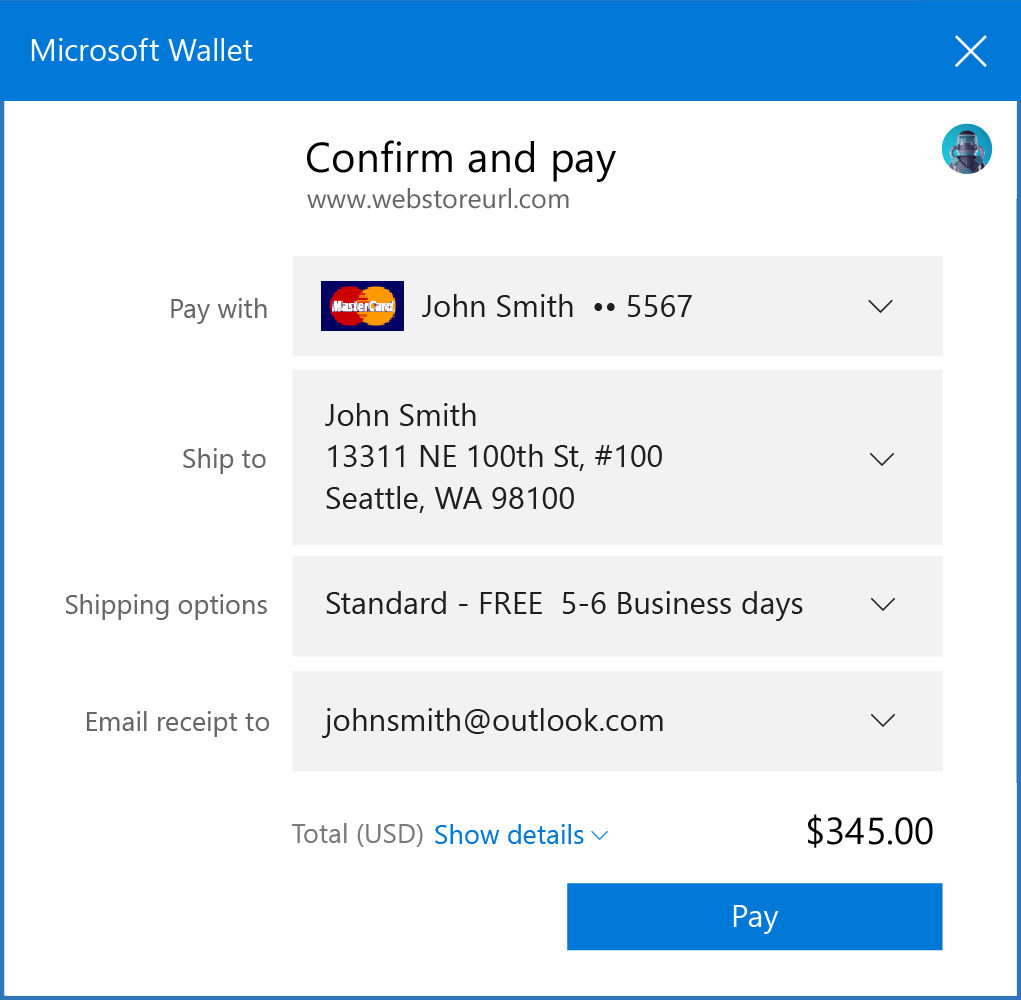 Microsoft Wallet
Confirm and pay
www.webstoreurl.com
Pay with
MasterCard John Smith •• 5567
Ship to
John Smith
13311 NE 100th St, #100
Seattle, WA 98100
Shipping options
Standard - FREE 5-6 Business days
Email receipt to
johnsmith@outlook.com
Total (USD) Show details $345.00
Pay